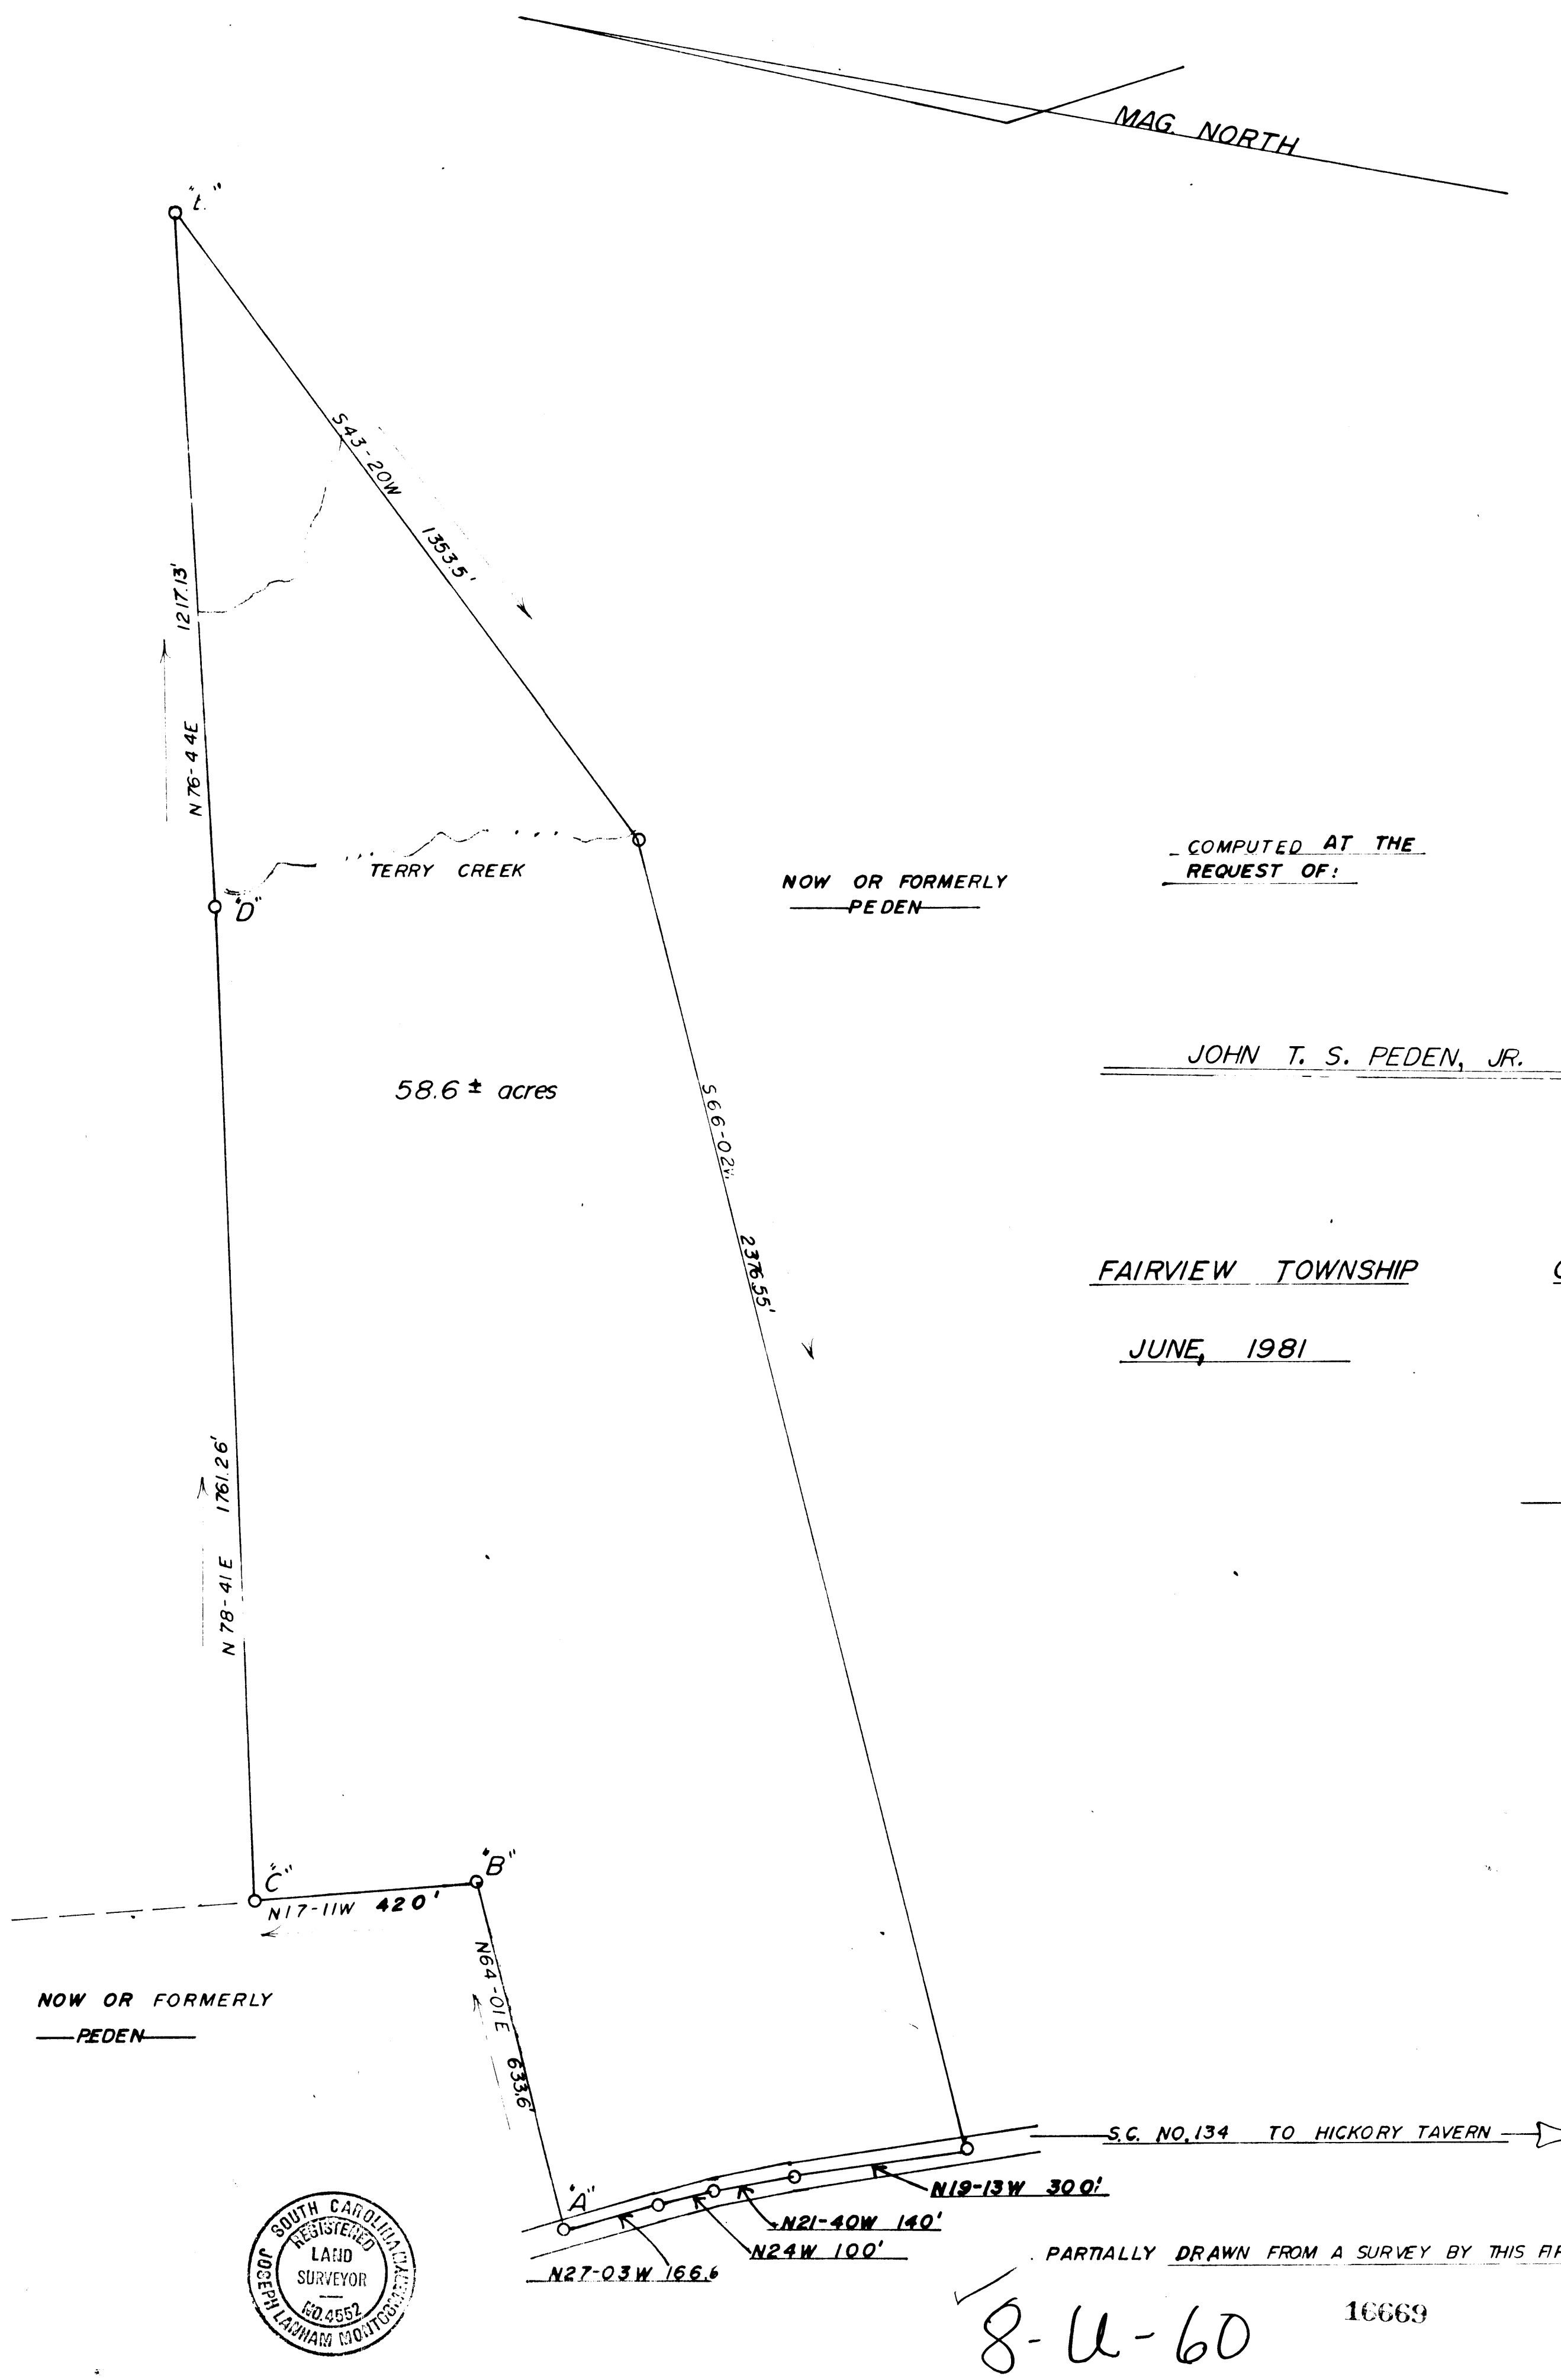 MAG. NORTH
S43-20W 1353.5'
1217.13'
N76-44E
TERRY CREEK
"D"
NOW OR FORMERLY
PEDEN
COMPUTED AT THE
REQUEST OF:
JOHN T. S. PEDEN, JR.
58.6 ± acres
S66-02W
2376.55'
FAIRVIEW TOWNSHIP
JUNE, 1981
1761.26'
N78-41E
"B"
"C"
N17-11W 420'
N64-01E 633.6'
NOW OR FORMERLY
PEDEN
S.C. NO. 134 TO HICKORY TAVERN
"A"
N19-13W 300'
N21-40W 140'
N24W 100'
N27-03W 166.6
SOUTH CAROLINA
REGISTERED
LAND
SURVEYOR
NO. 4552
JOSEPH LANHAM
PARTIALLY DRAWN FROM A SURVEY BY THIS
8-U-60
16669